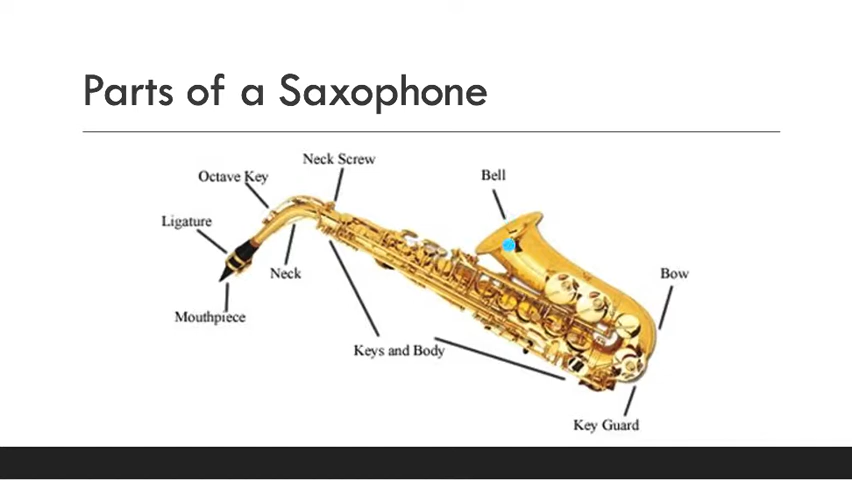 Parts of a Saxophone
Neck Screw
Octave Key
Bell
Ligature
Neck
Bow
Mouthpiece
Keys and Body
Key Guard